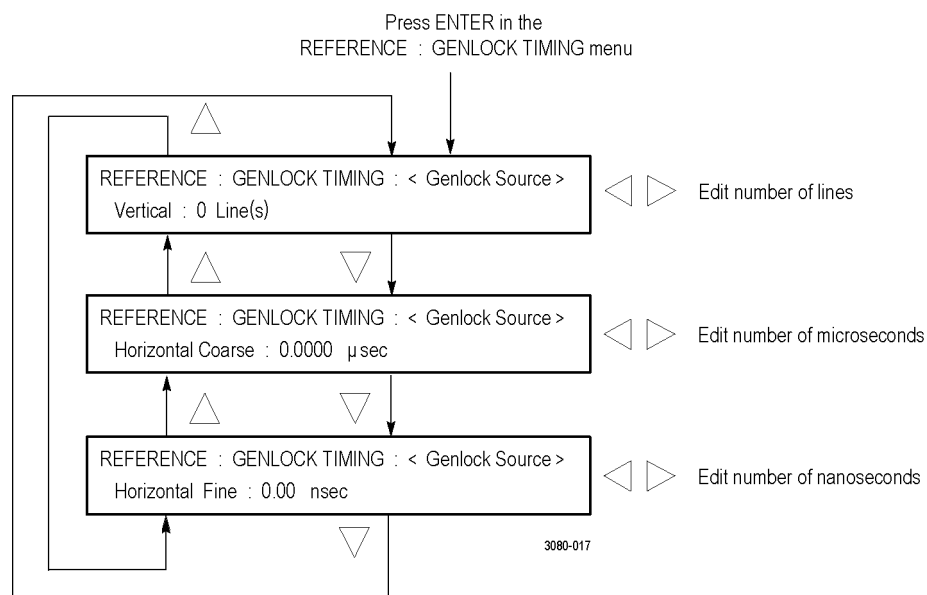 Press ENTER in the
REFERENCE : GENLOCK TIMING menu
REFERENCE : GENLOCK TIMING : < Genlock Source >
Vertical : 0 Line(s)
Edit number of lines
REFERENCE : GENLOCK TIMING : < Genlock Source >
Horizontal Coarse : 0.0000 µsec
Edit number of microseconds
REFERENCE : GENLOCK TIMING : < Genlock Source >
Horizontal Fine : 0.00 nsec
Edit number of nanoseconds
3080-017